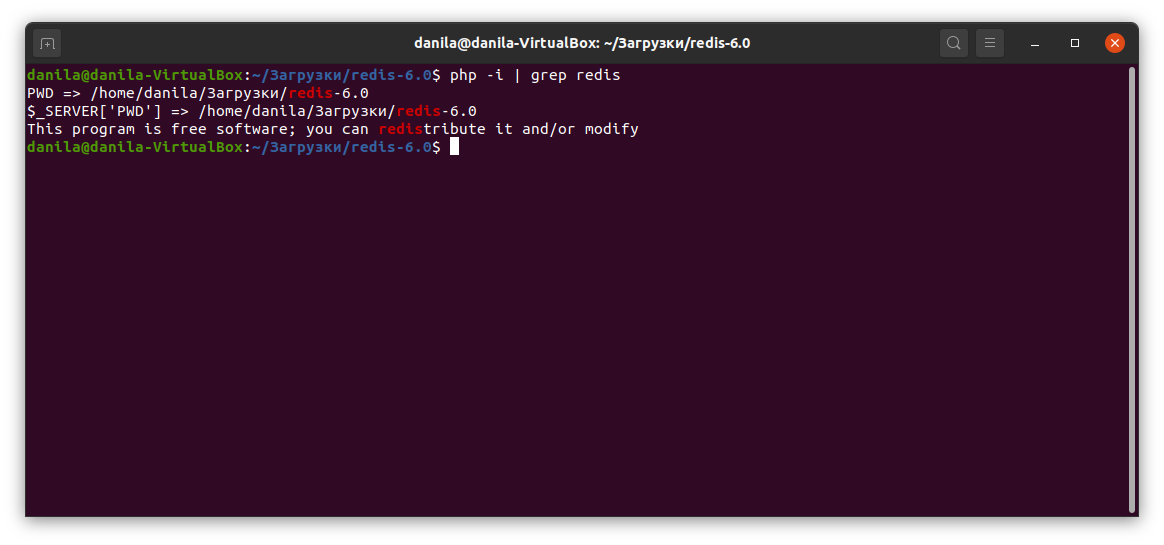 danila@danila-VirtualBox: ~/Загрузки/redis-6.0
danila@danila-VirtualBox:~/Загрузки/redis-6.0$ php -i | grep redis
PWD => /home/danila/Загрузки/redis-6.0
$_SERVER['PWD'] => /home/danila/Загрузки/redis-6.0
This program is free software; you can redistribute it and/or modify
danila@danila-VirtualBox:~/Загрузки/redis-6.0$